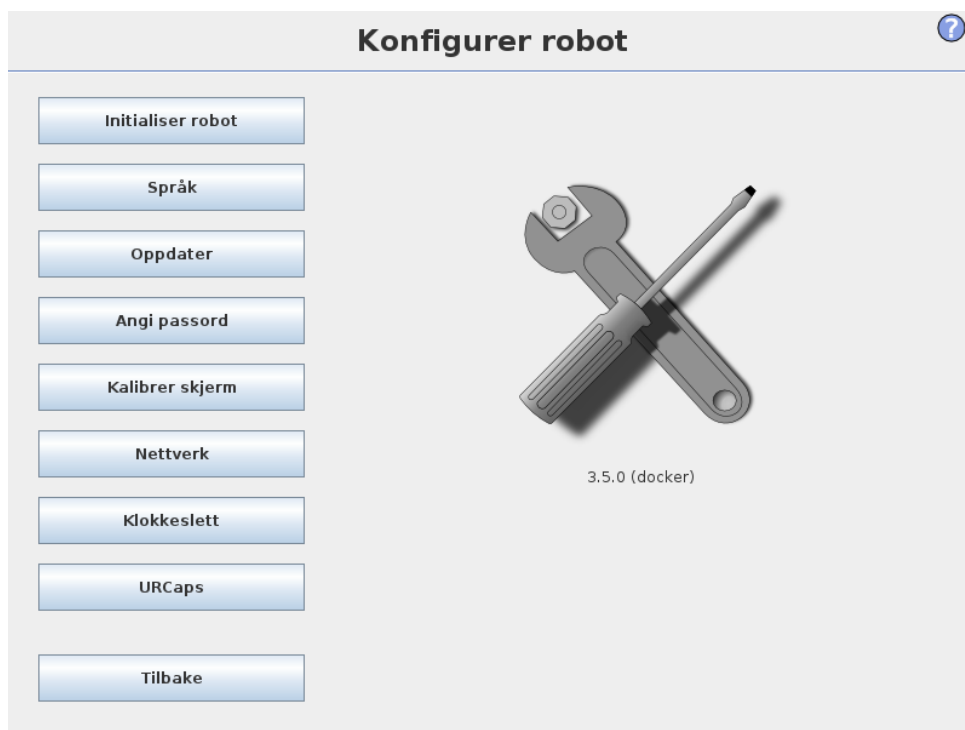 Konfigurer robot
?
Initialiser robot
Språk
Oppdater
Angi passord
Kalibrer skjerm
Nettverk
3.5.0 (docker)
Klokkeslett
URCaps
Tilbake